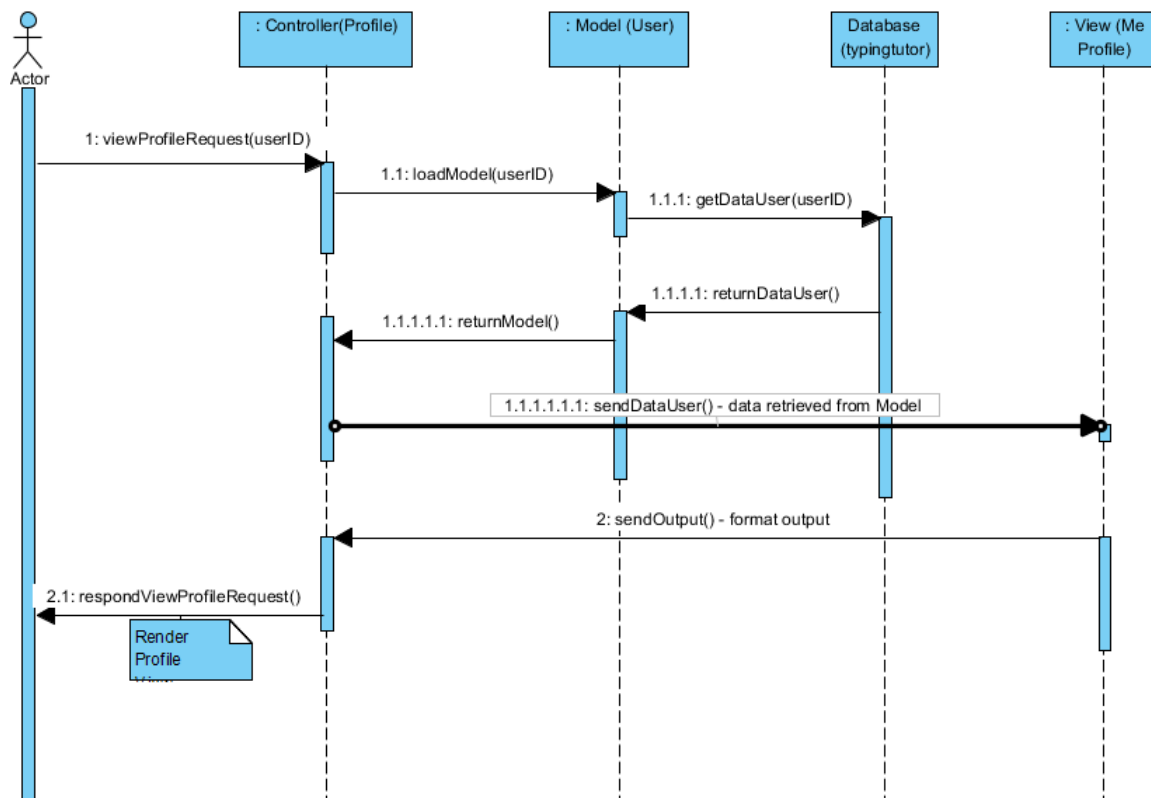 : Controller(Profile)
: Model (User)
Database
(typingtutor)
: View (Me
Profile)
Actor
1: viewProfileRequest(userID)
1.1: loadModel(userID)
1.1.1: getDataUser(userID)
1.1.1.1: returnDataUser()
1.1.1.1.1: returnModel()
1.1.1.1.1.1: sendDataUser() - data retrieved from Model
2: sendOutput() - format output
2.1: respondViewProfileRequest()
Render
Profile